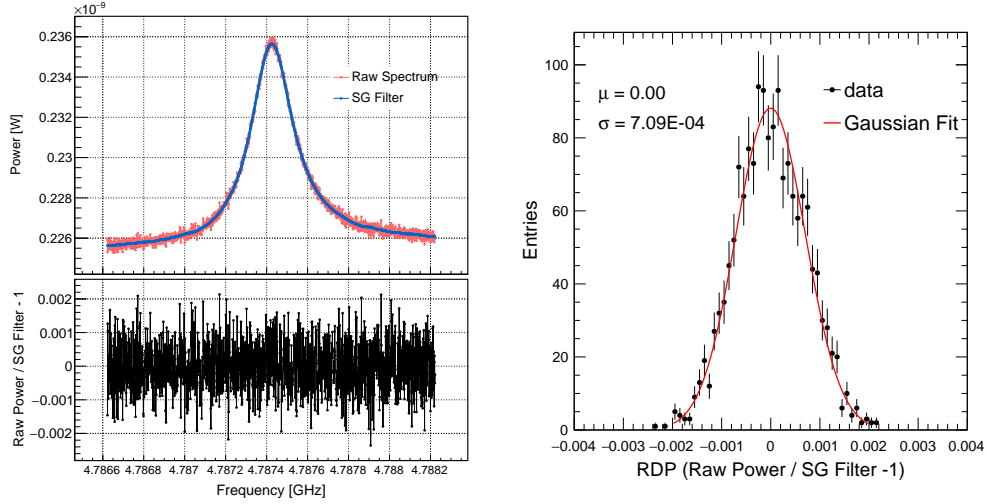 ×10⁻⁹
0.236
0.234
0.232
0.23
0.228
0.226
Power [W]
Raw Spectrum
SG Filter
0.002
0.001
0
−0.001
−0.002
Raw Power / SG Filter - 1
4.7866 4.7868 4.787 4.7872 4.7874 4.7876 4.7878 4.788 4.7882
Frequency [GHz]
μ = 0.00
σ = 7.09E-04
data
Gaussian Fit
100
80
60
40
20
0
Entries
−0.004 −0.003 −0.002 −0.001 0 0.001 0.002 0.003 0.004
RDP (Raw Power / SG Filter -1)